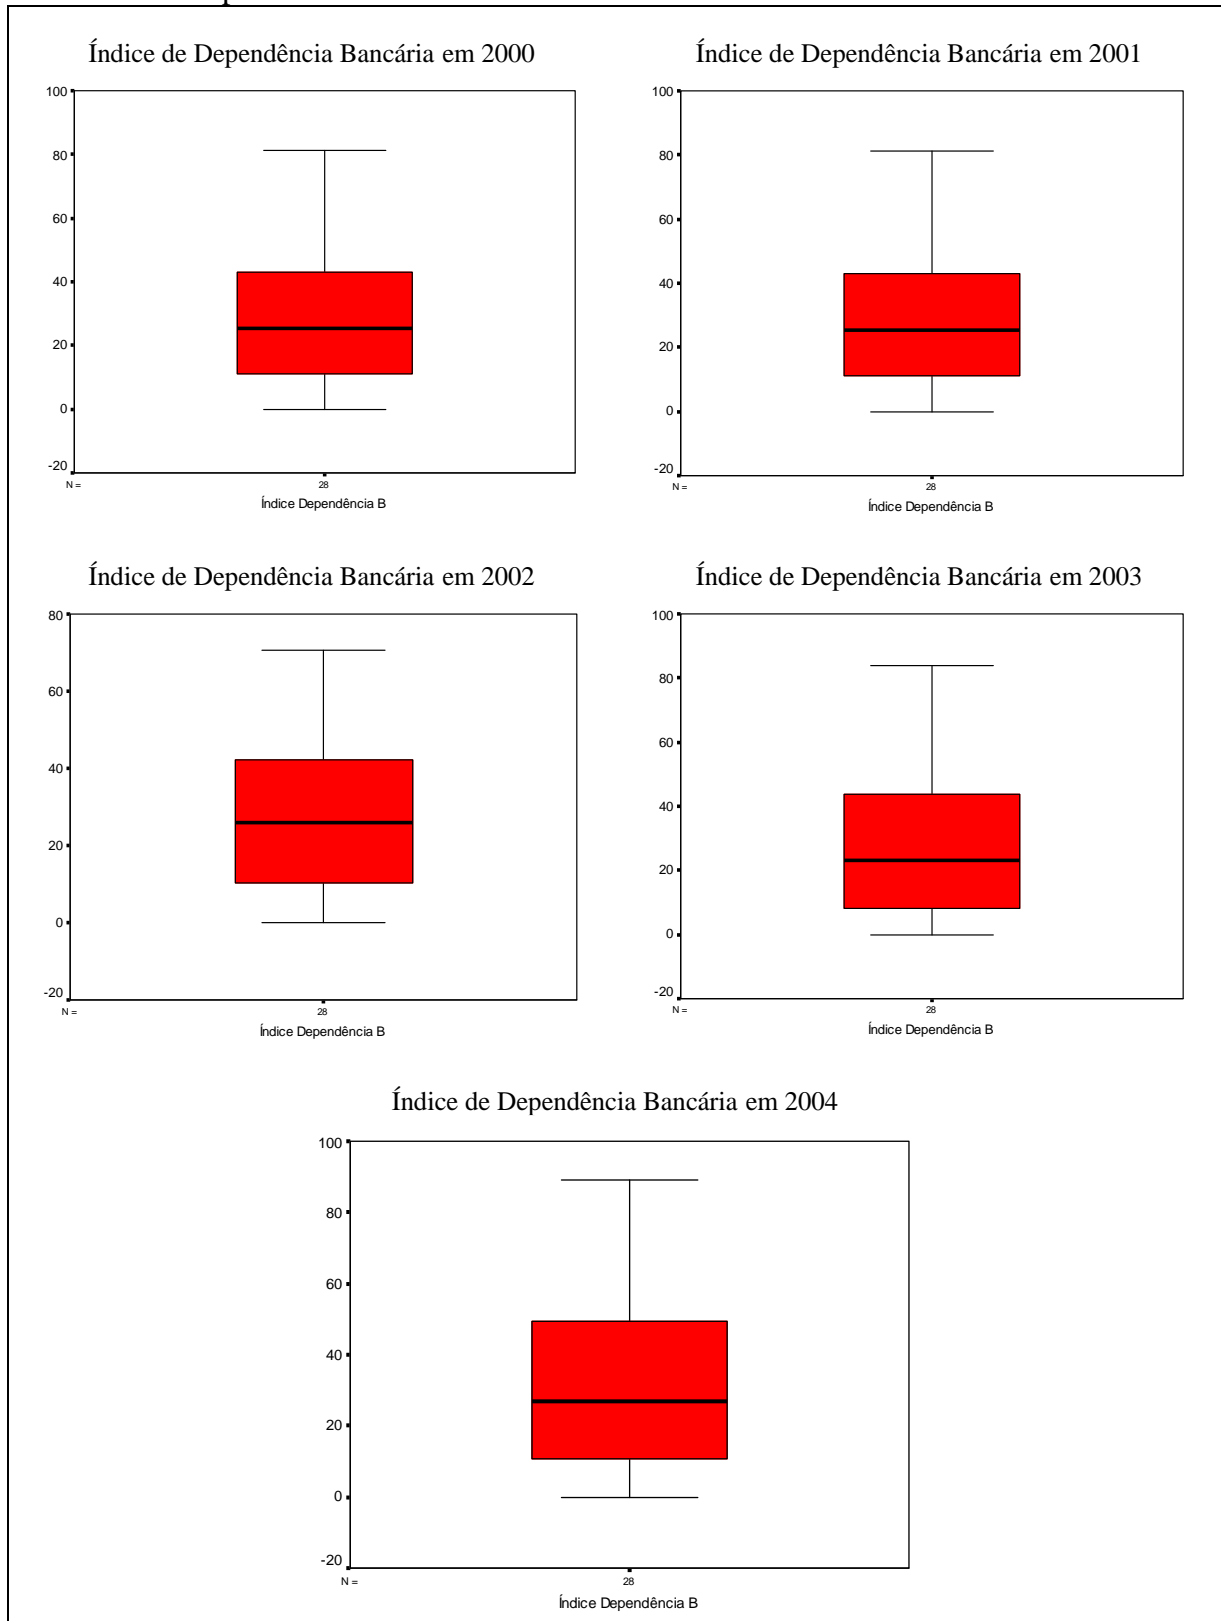 Índice de Dependência Bancária em 2000
100
80
60
40
20
0
-20
N =
28
Índice Dependência B
Índice de Dependência Bancária em 2001
100
80
60
40
20
0
-20
N =
28
Índice Dependência B
Índice de Dependência Bancária em 2002
80
60
40
20
0
-20
N =
28
Índice Dependência B
Índice de Dependência Bancária em 2003
100
80
60
40
20
0
-20
N =
28
Índice Dependência B
Índice de Dependência Bancária em 2004
100
80
60
40
20
0
-20
N =
28
Índice Dependência B